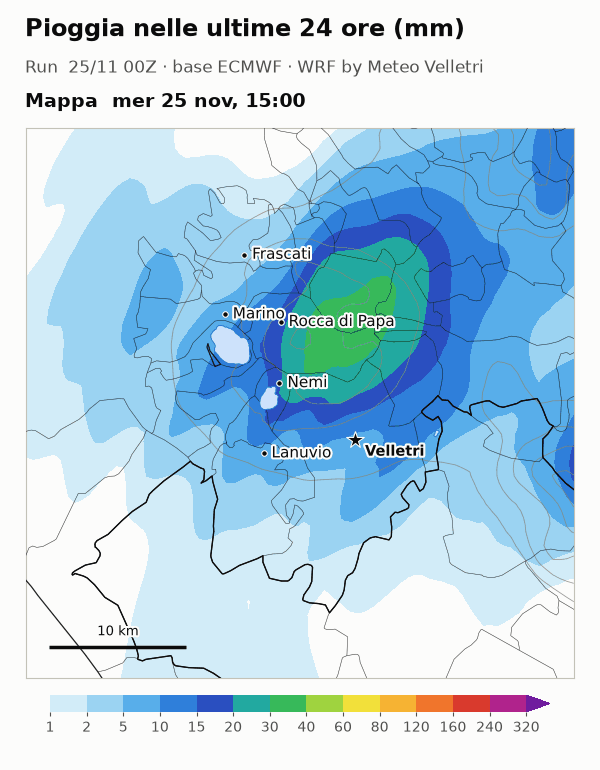 Pioggia nelle ultime 24 ore (mm)
Run  25/11 00Z · base ECMWF · WRF by Meteo Velletri
Mappa  mer 25 nov, 15:00
Frascati
Marino
Rocca di Papa
Nemi
Velletri
Lanuvio
10 km
1 2 5 10 15 20 30 40 60 80 120 160 240 320